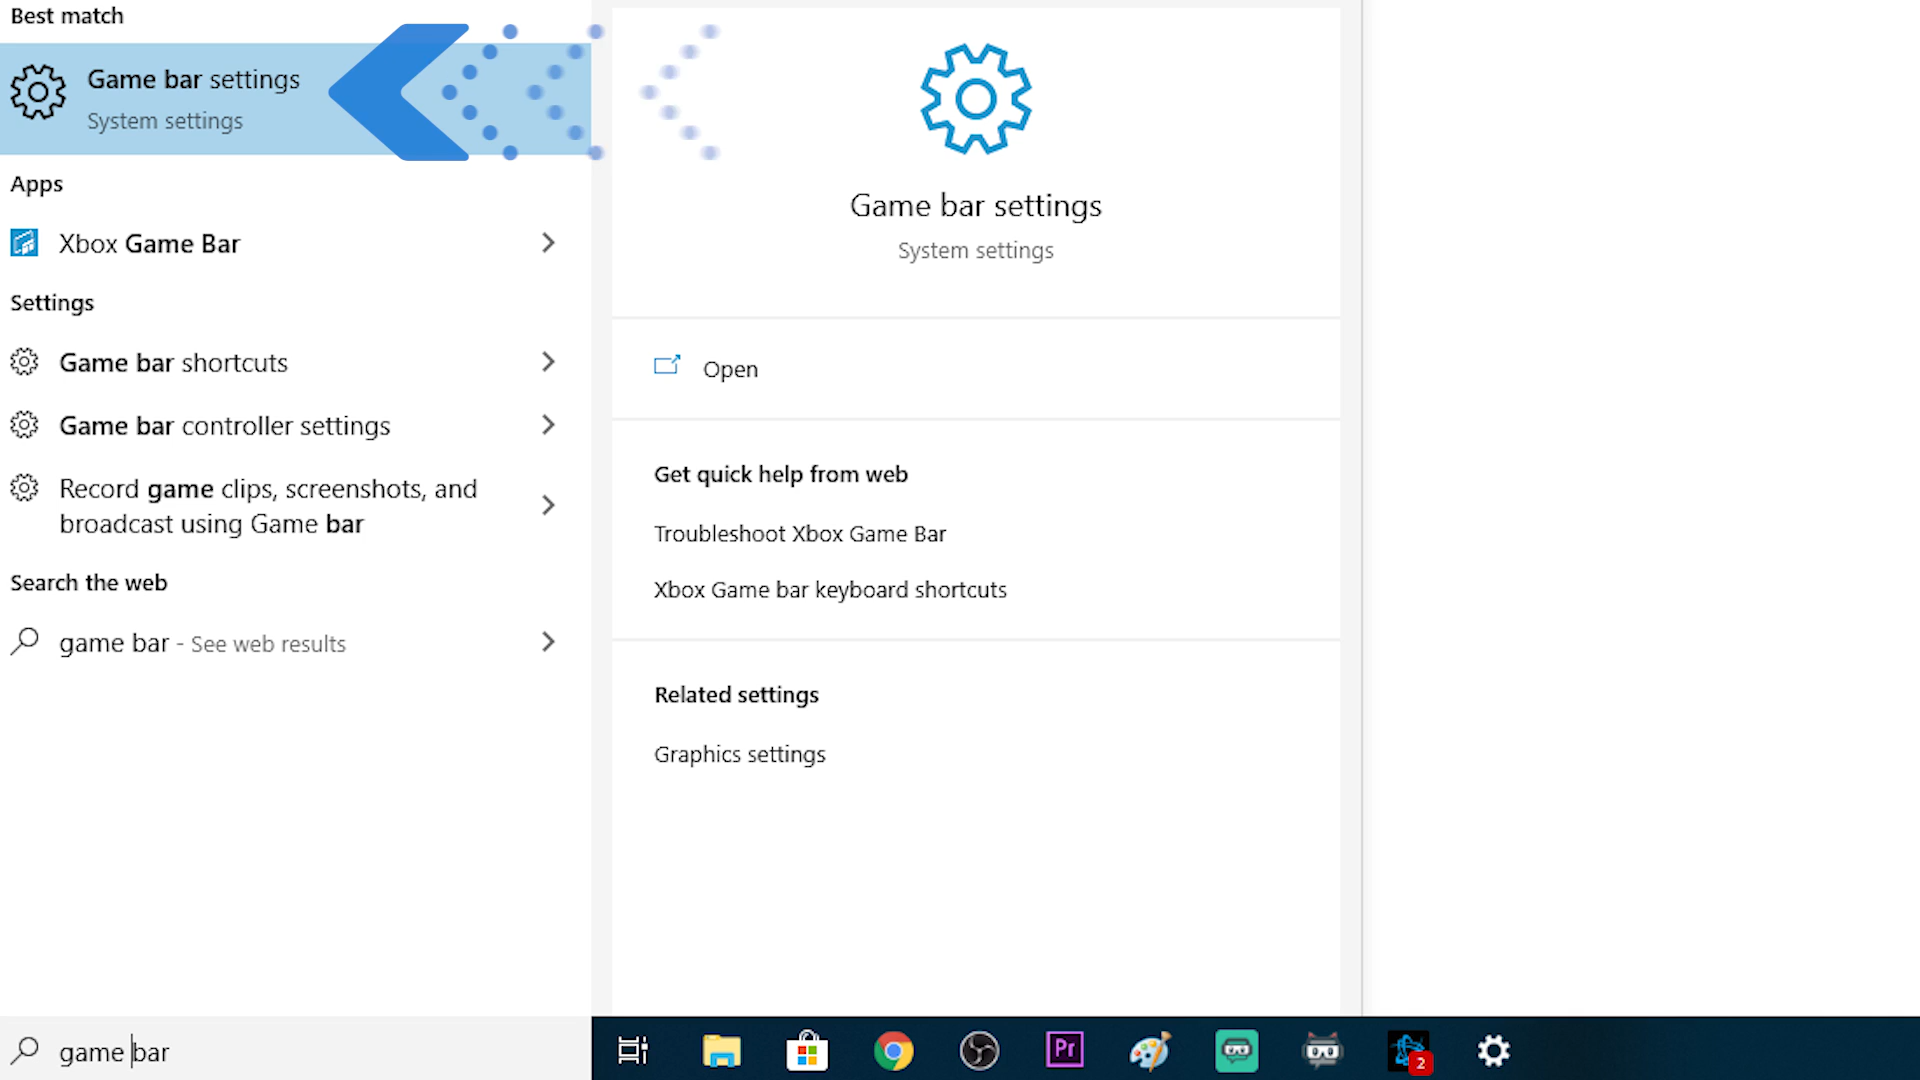 Best match
Game bar settings
System settings
Apps
Xbox Game Bar
Settings
Game bar shortcuts
Game bar controller settings
Record game clips, screenshots, and
broadcast using Game bar
Search the web
game bar - See web results
game bar
Game bar settings
System settings
Open
Get quick help from web
Troubleshoot Xbox Game Bar
Xbox Game bar keyboard shortcuts
Related settings
Graphics settings
Pr
2